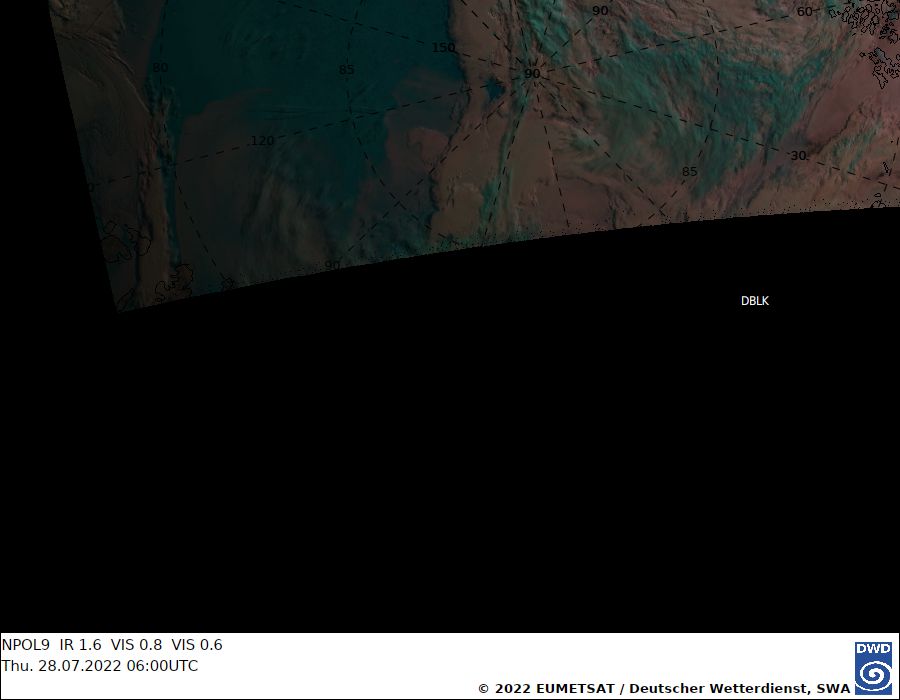 90
60
150
90
80
85
120
30
85
0
90
DBLK
NPOL9 IR 1.6 VIS 0.8 VIS 0.6
Thu. 28.07.2022 06:00UTC
DWD
© 2022 EUMETSAT / Deutscher Wetterdienst, SWA